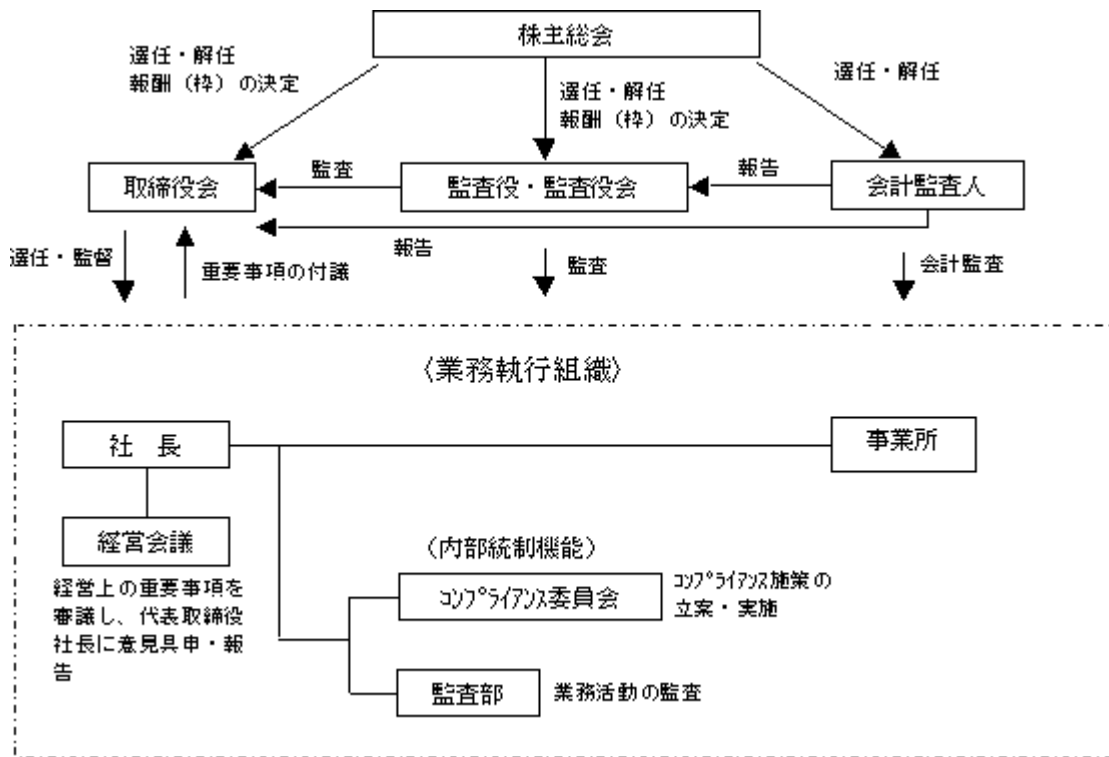 株主総会
選任・解任
報酬（枠）の決定
選任・解任
報酬（枠）の決定
選任・解任
取締役会
監査
監査役・監査役会
報告
会計監査人
報告
選任・監督
重要事項の付議
監査
会計監査
〈業務執行組織〉
社　長
事業所
経営会議
経営上の重要事項を
審議し、代表取締役
社長に意見具申・報
告
（内部統制機能）
ｺﾝﾌﾟﾗｲｱﾝｽ委員会
ｺﾝﾌﾟﾗｲｱﾝｽ施策の
立案・実施
監査部
業務活動の監査